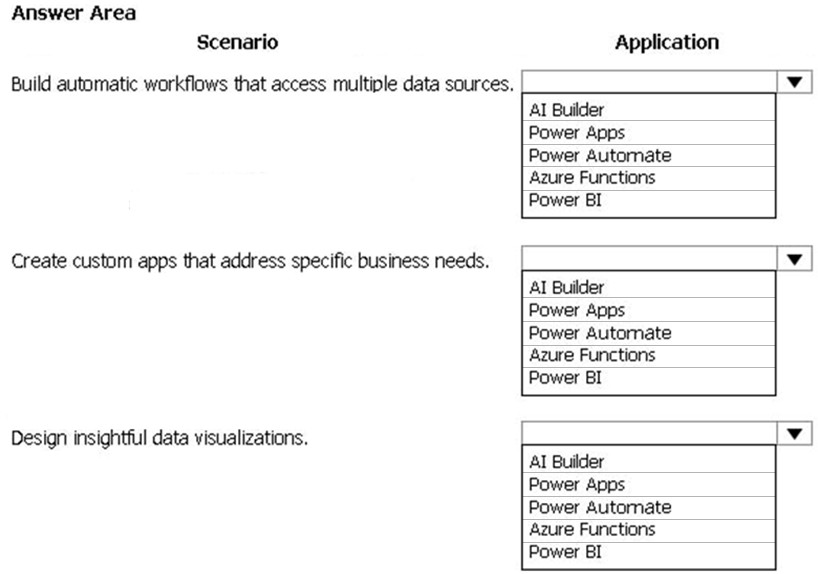 Answer Area
Scenario Application
Build automatic workflows that access multiple data sources.
AI Builder
Power Apps
Power Automate
Azure Functions
Power BI
Create custom apps that address specific business needs.
AI Builder
Power Apps
Power Automate
Azure Functions
Power BI
Design insightful data visualizations.
AI Builder
Power Apps
Power Automate
Azure Functions
Power BI